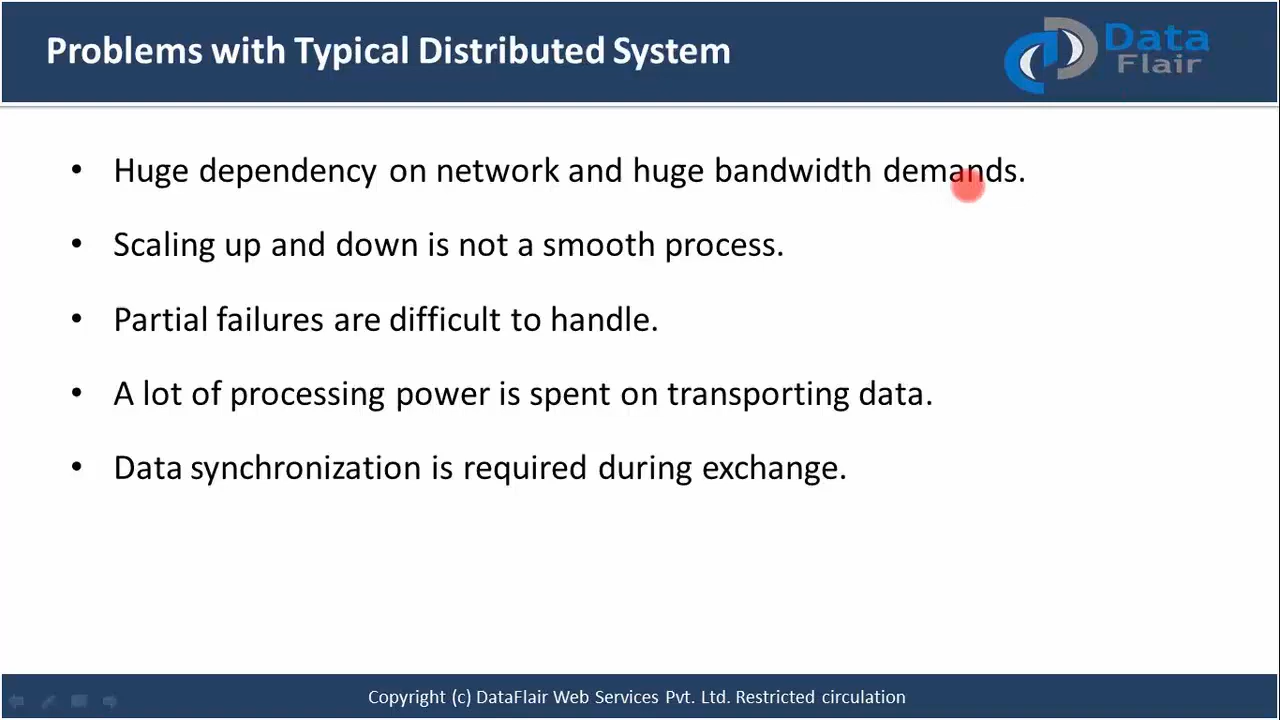 Problems with Typical Distributed System
Data
Flair
• Huge dependency on network and huge bandwidth demands.
• Scaling up and down is not a smooth process.
• Partial failures are difficult to handle.
• A lot of processing power is spent on transporting data.
• Data synchronization is required during exchange.
Copyright (c) DataFlair Web Services Pvt. Ltd. Restricted circulation